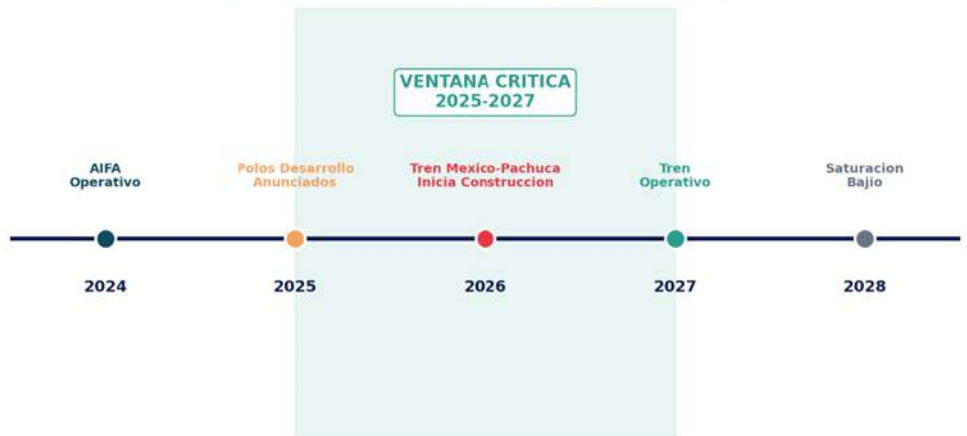 VENTANA CRITICA
2025-2027
AIFA
Operativo
Polos Desarrollo
Anunciados
Tren Mexico-Pachuca
Inicia Construccion
Tren
Operativo
Saturacion
Bajio
2024
2025
2026
2027
2028